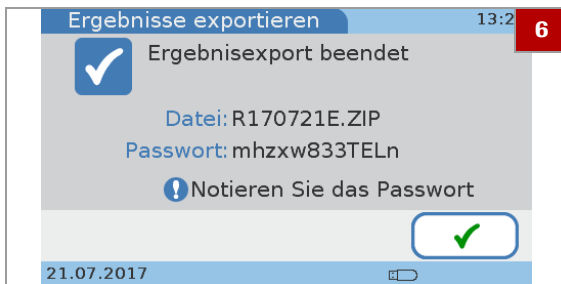 Ergebnisse exportieren 13:2
6
Ergebnisexport beendet
Datei: R170721E.ZIP
Passwort: mhzxw833TELn
Notieren Sie das Passwort
21.07.2017